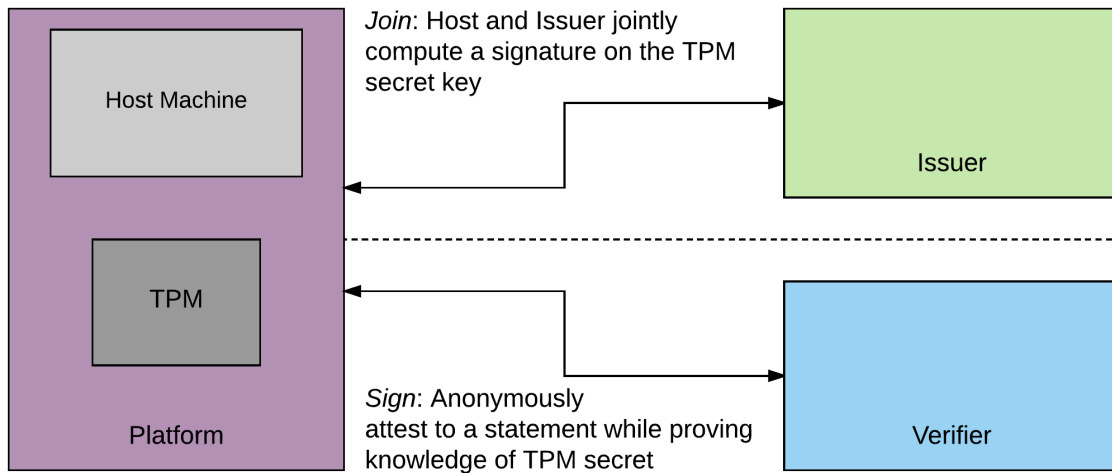 Join: Host and Issuer jointly
compute a signature on the TPM
secret key
Host Machine
Issuer
TPM
Sign: Anonymously
attest to a statement while proving
knowledge of TPM secret
Platform
Verifier